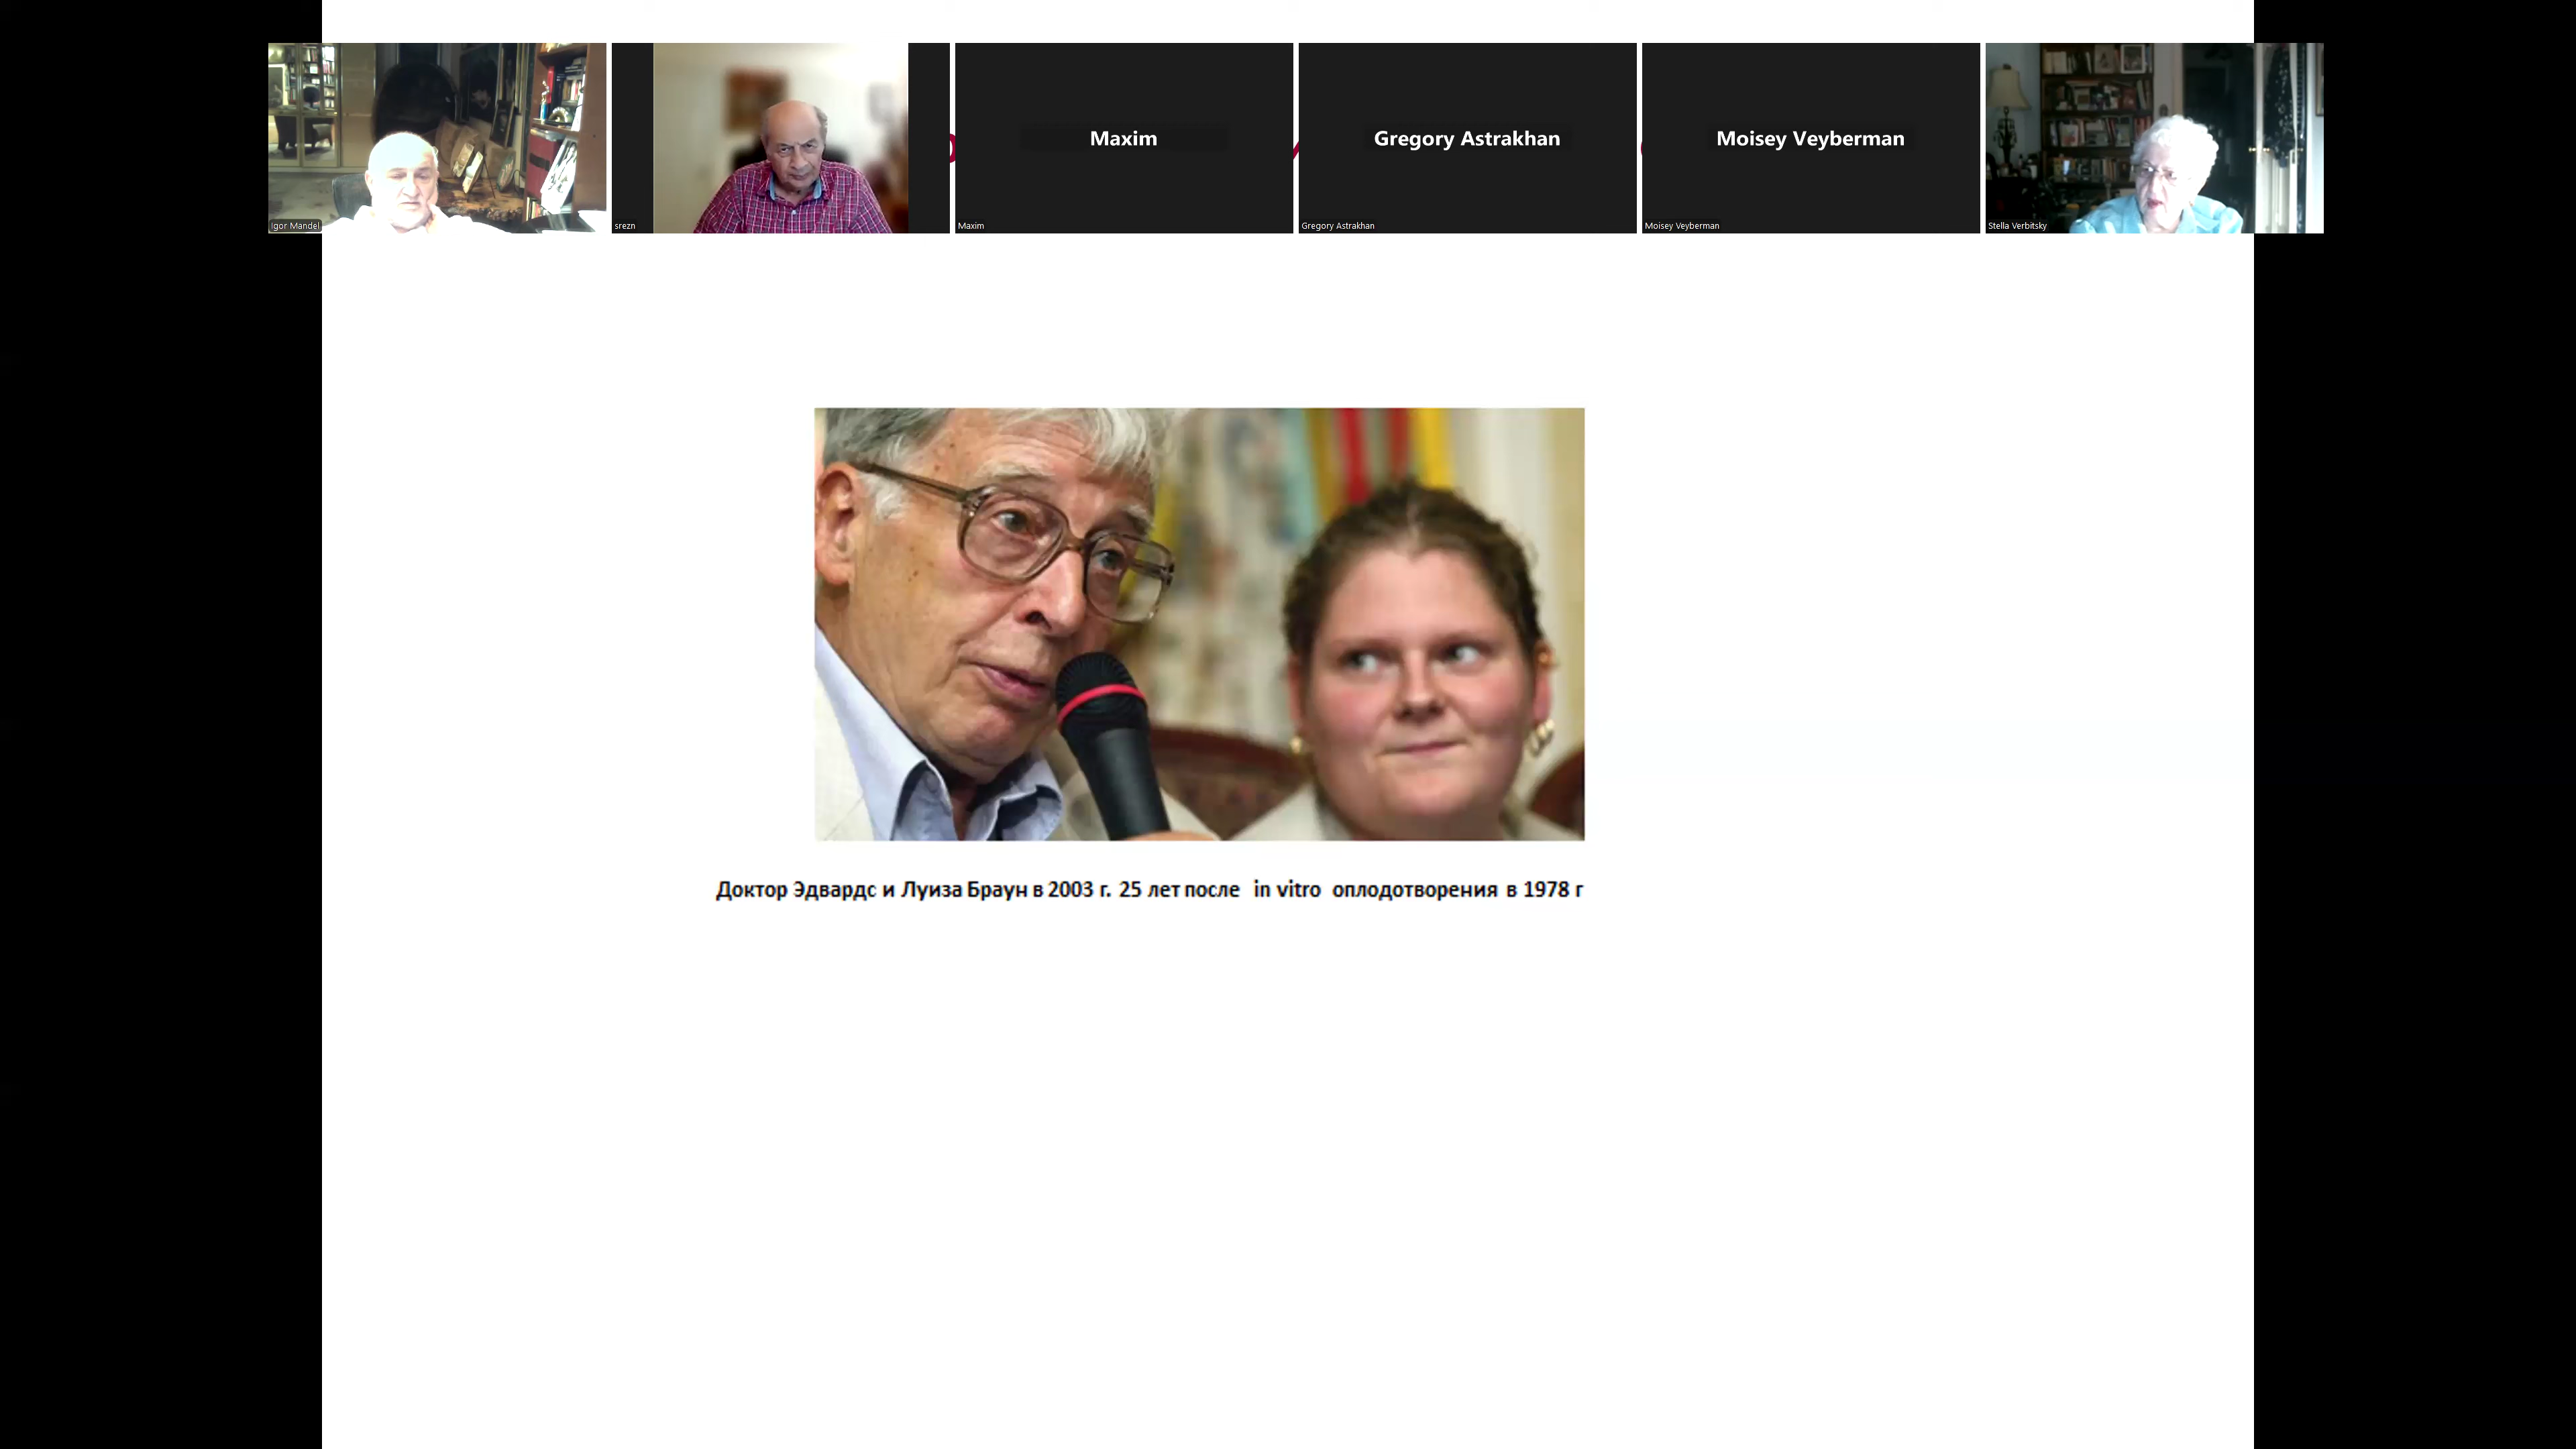 Maxim
Gregory Astrakhan
Moisey Veyberman
Igor Mandel
srezn
Maxim
Gregory Astrakhan
Moisey Veyberman
Stella Verbitsky
Доктор Эдвардс и Луиза Браун в 2003 г. 25 лет после in vitro оплодотворения в 1978 г